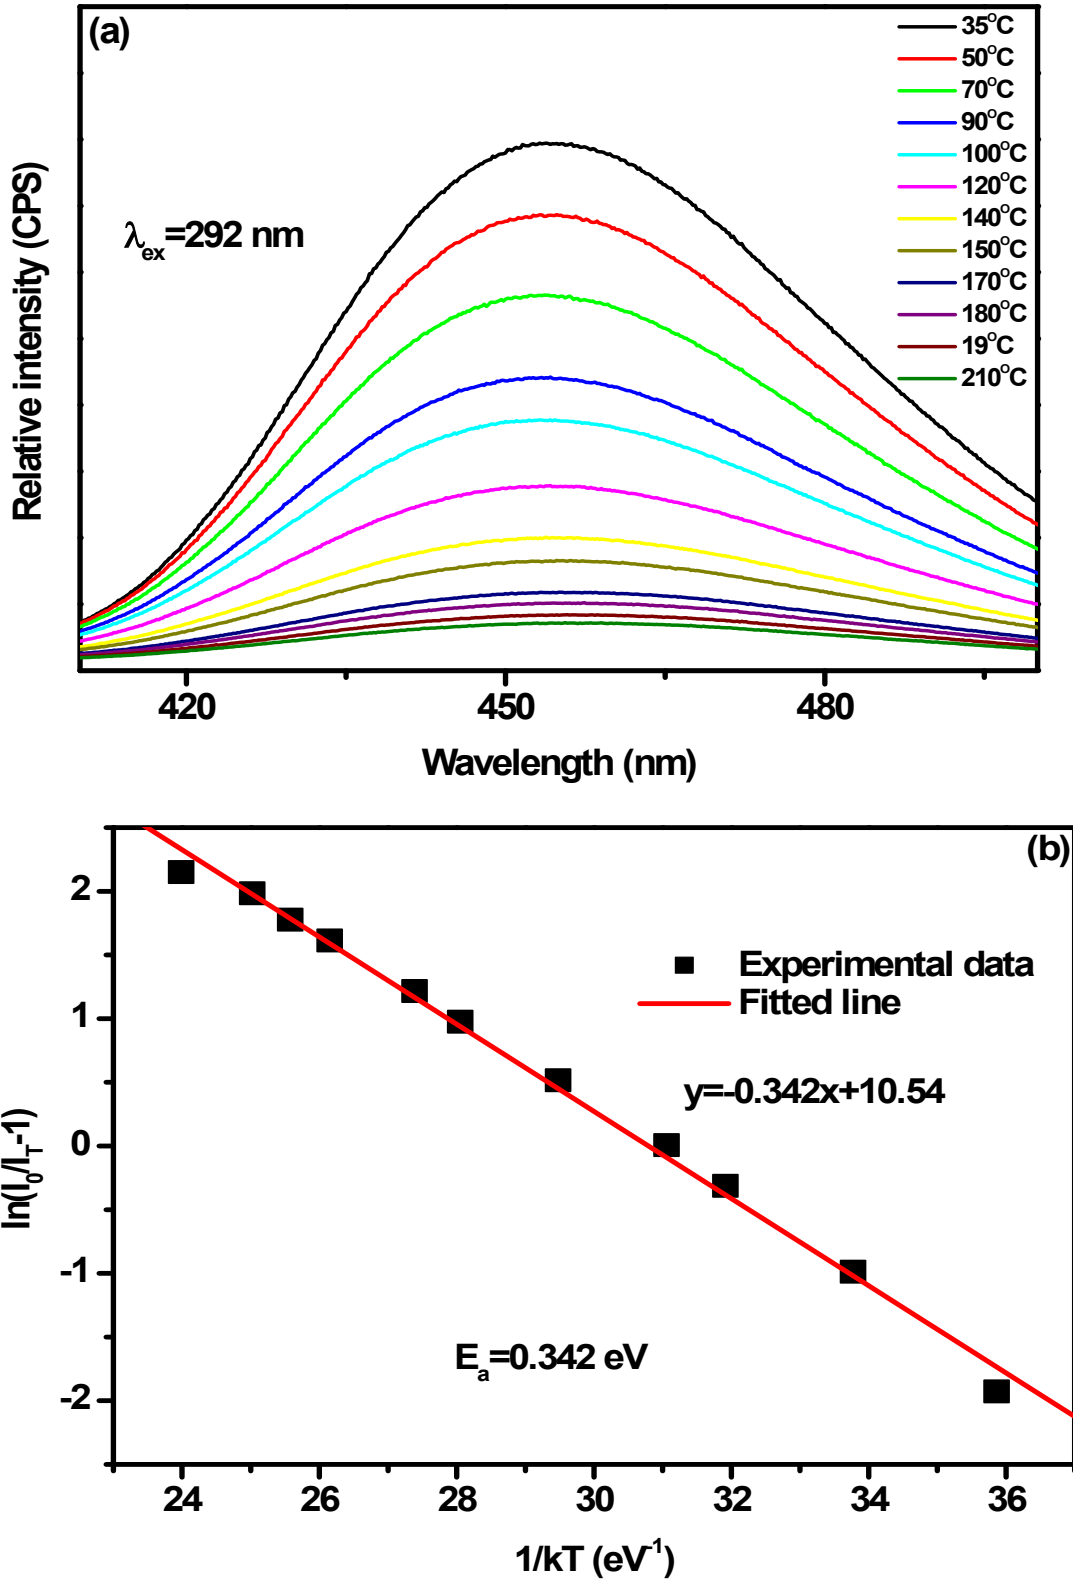 (a)
35°C
50°C
70°C
90°C
100°C
120°C
140°C
150°C
170°C
180°C
19°C
210°C
λex=292 nm
Relative intensity (CPS)
420 450 480
Wavelength (nm)
(b)
2
1
0
-1
-2
Experimental data
Fitted line
y=-0.342x+10.54
Ea=0.342 eV
ln(I0/IT-1)
24 26 28 30 32 34 36
1/kT (eV-1)